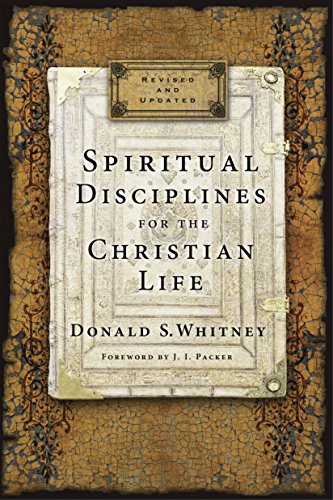 REVISED
AND
UPDATED
SPIRITUAL
DISCIPLINES
FOR THE
CHRISTIAN
LIFE
DONALD S. WHITNEY
FOREWORD BY J. I. PACKER